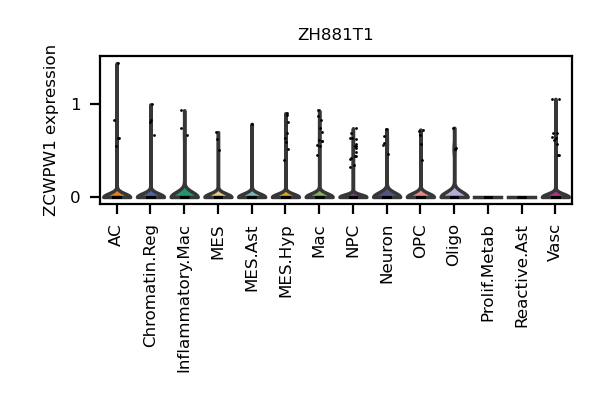 ZH881T1
ZCWPW1 expression
1
0
AC
Chromatin.Reg
Inflammatory.Mac
MES
MES.Ast
MES.Hyp
Mac
NPC
Neuron
OPC
Oligo
Prolif.Metab
Reactive.Ast
Vasc